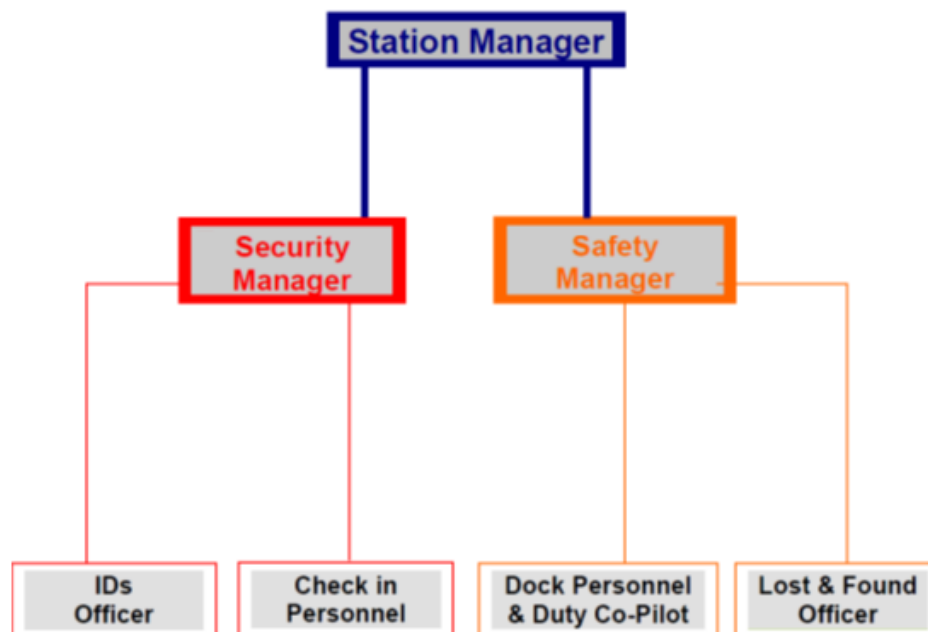 Station Manager
Security
Manager
Safety
Manager
IDs
Officer
Check in
Personnel
Dock Personnel
& Duty Co-Pilot
Lost & Found
Officer